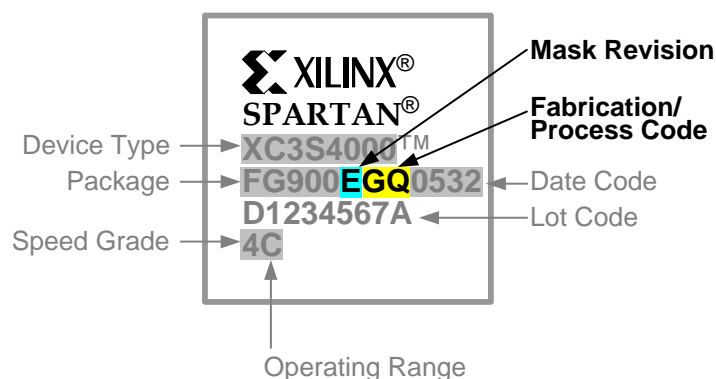 XILINX®
SPARTAN®
XC3S4000™
FG900EGQ0532
D1234567A
4C
Device Type
Package
Speed Grade
Operating Range
Mask Revision
Fabrication/
Process Code
Date Code
Lot Code